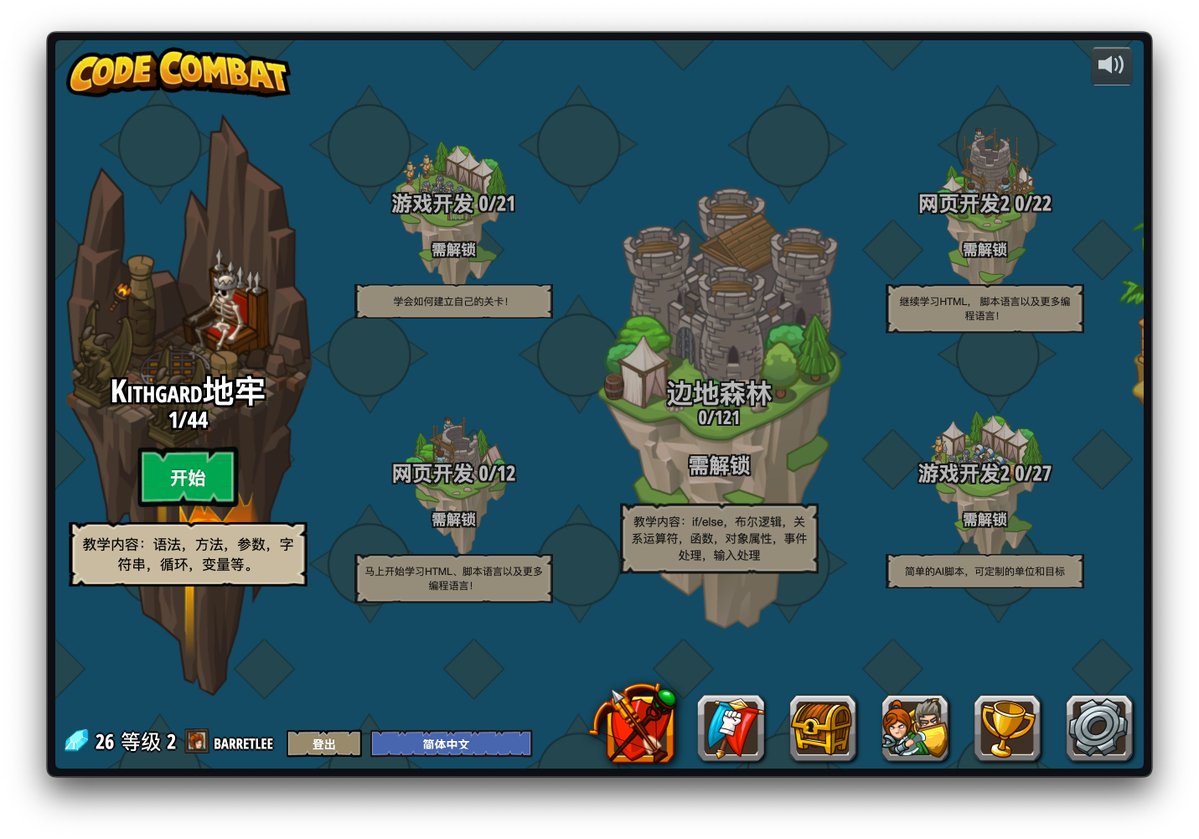 CODE COMBAT
游戏开发 0/21
需解锁
学会如何建立自己的关卡！
网页开发2 0/22
需解锁
继续学习HTML， 脚本语言以及更多编
程语言！
KITHGARD地牢
1/44
开始
教学内容：语法，方法，参数，字
符串，循环，变量等。
网页开发 0/12
需解锁
马上开始学习HTML、脚本语言以及更多
编程语言！
边地森林
0/121
需解锁
教学内容：if/else，布尔逻辑，关
系运算符，函数，对象属性，事件
处理，输入处理
游戏开发2 0/27
需解锁
简单的AI脚本，可定制的单位和目标
26 等级 2 BARRETLEE 登出 简体中文